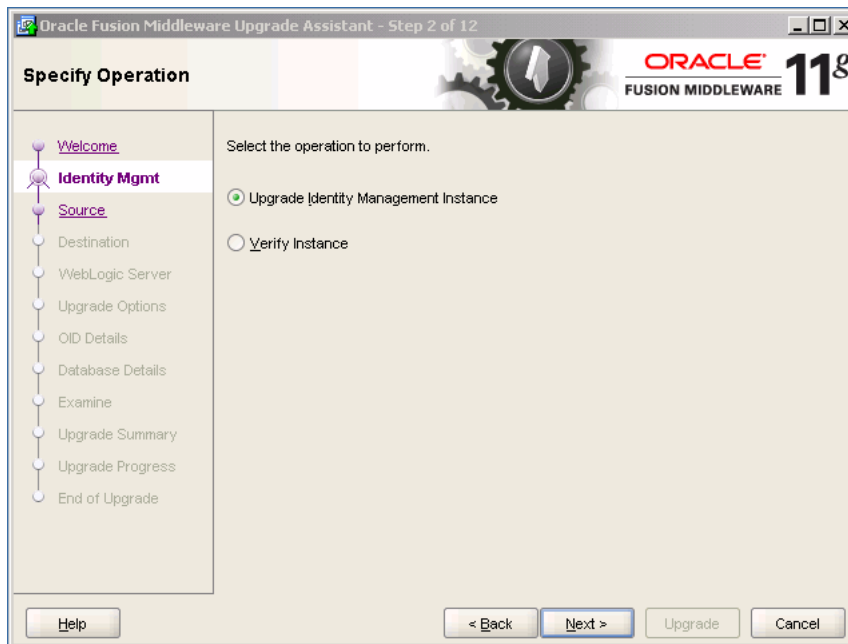 Oracle Fusion Middleware Upgrade Assistant - Step 2 of 12
Specify Operation
ORACLE
FUSION MIDDLEWARE
11g
Welcome
Identity Mgmt
Source
Destination
WebLogic Server
Upgrade Options
OID Details
Database Details
Examine
Upgrade Summary
Upgrade Progress
End of Upgrade
Select the operation to perform.
Upgrade Identity Management Instance
Verify Instance
Help
< Back
Next >
Upgrade
Cancel